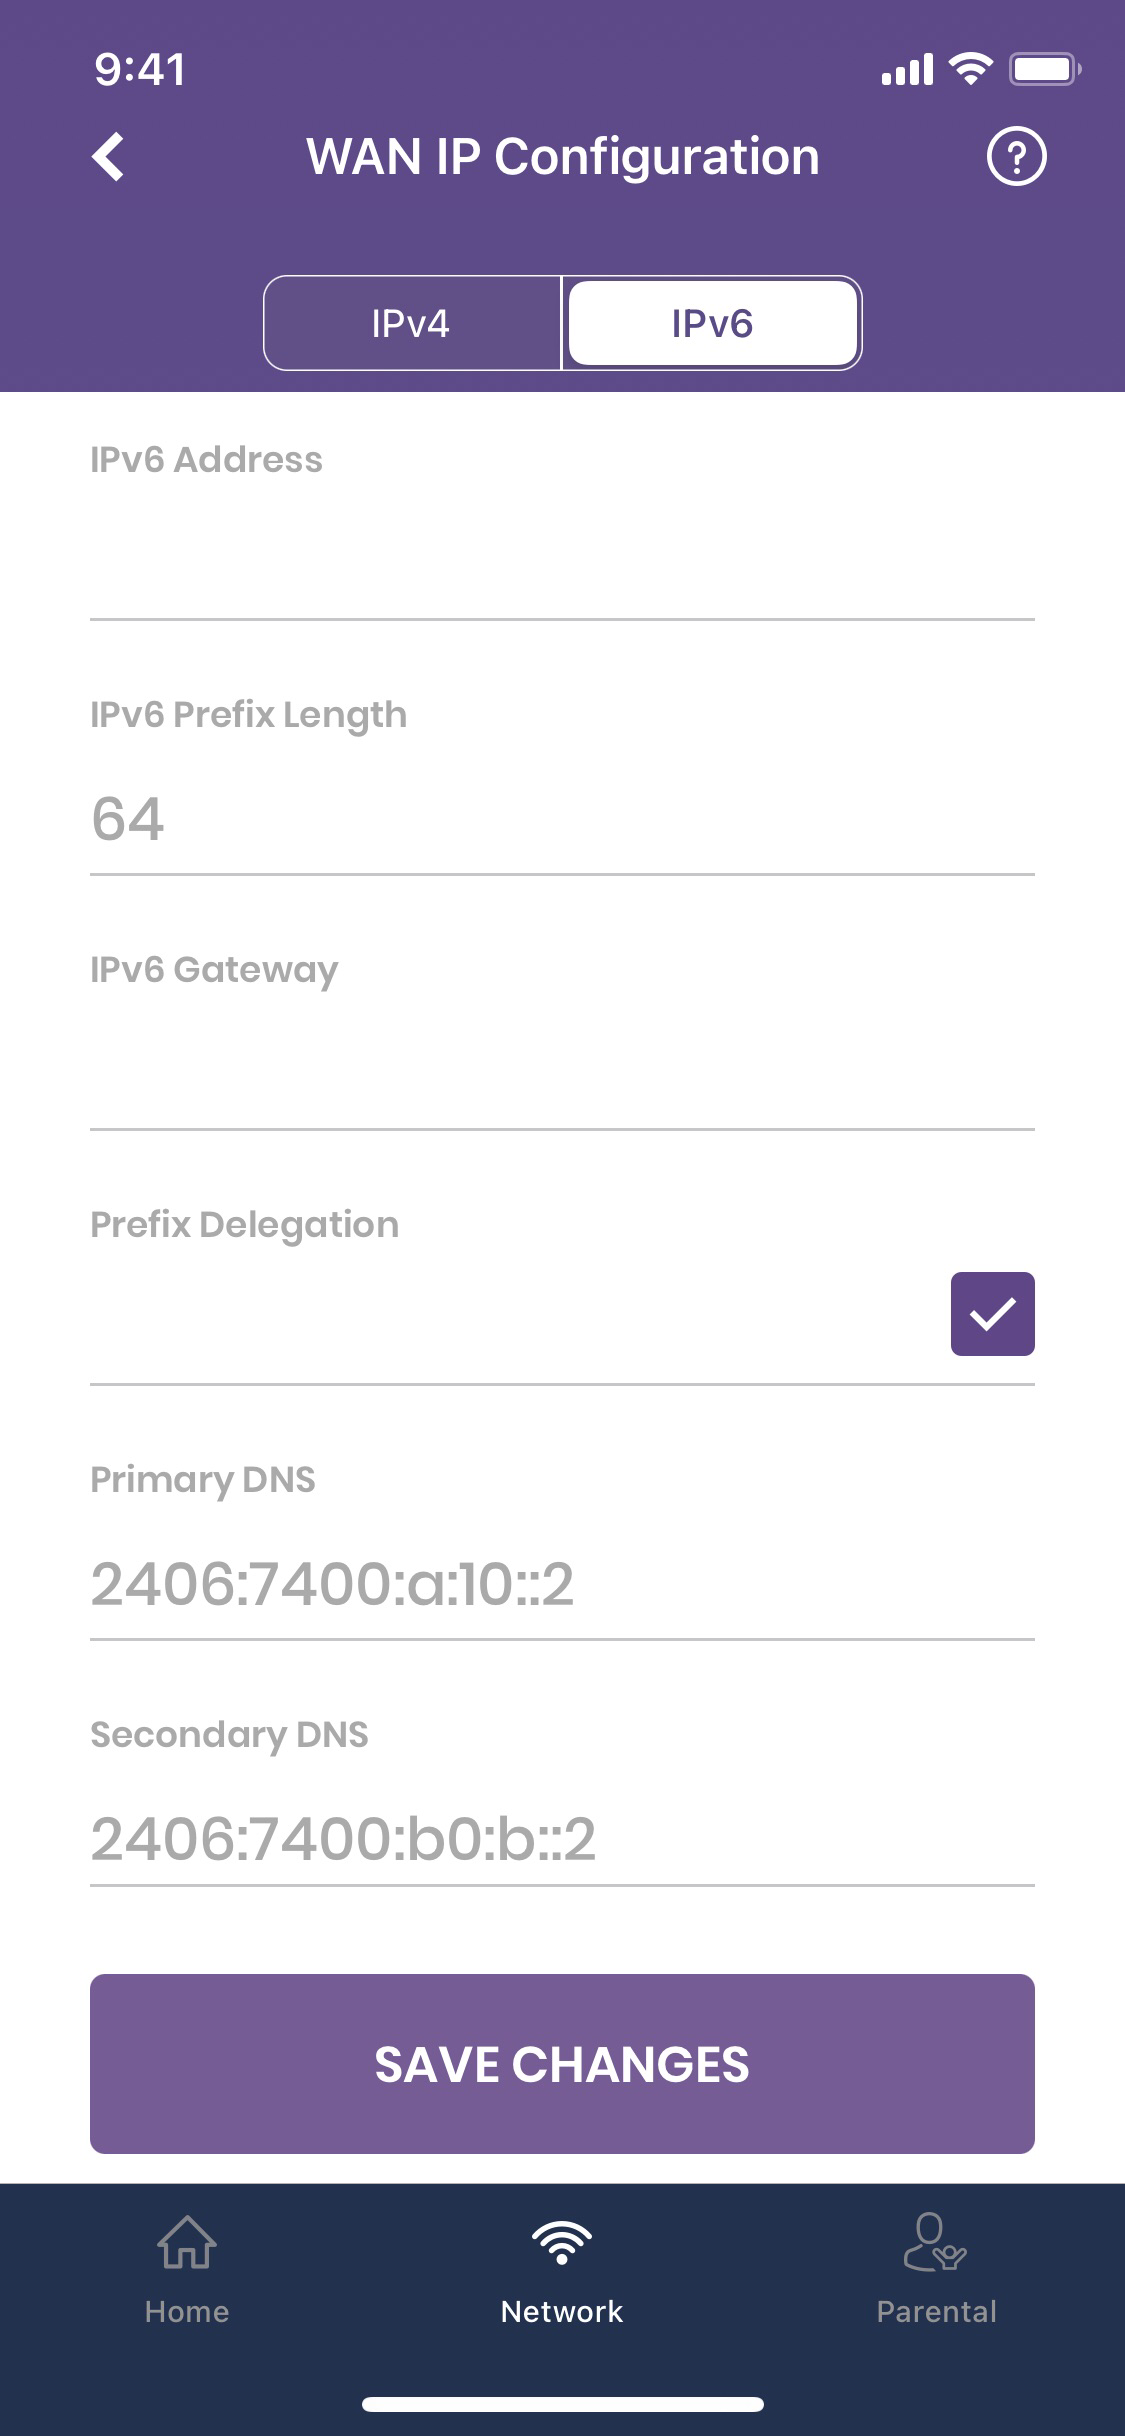 9:41
WAN IP Configuration
IPv4
IPv6
IPv6 Address
IPv6 Prefix Length
64
IPv6 Gateway
Prefix Delegation
Primary DNS
2406:7400:a:10::2
Secondary DNS
2406:7400:b0:b::2
SAVE CHANGES
Home
Network
Parental